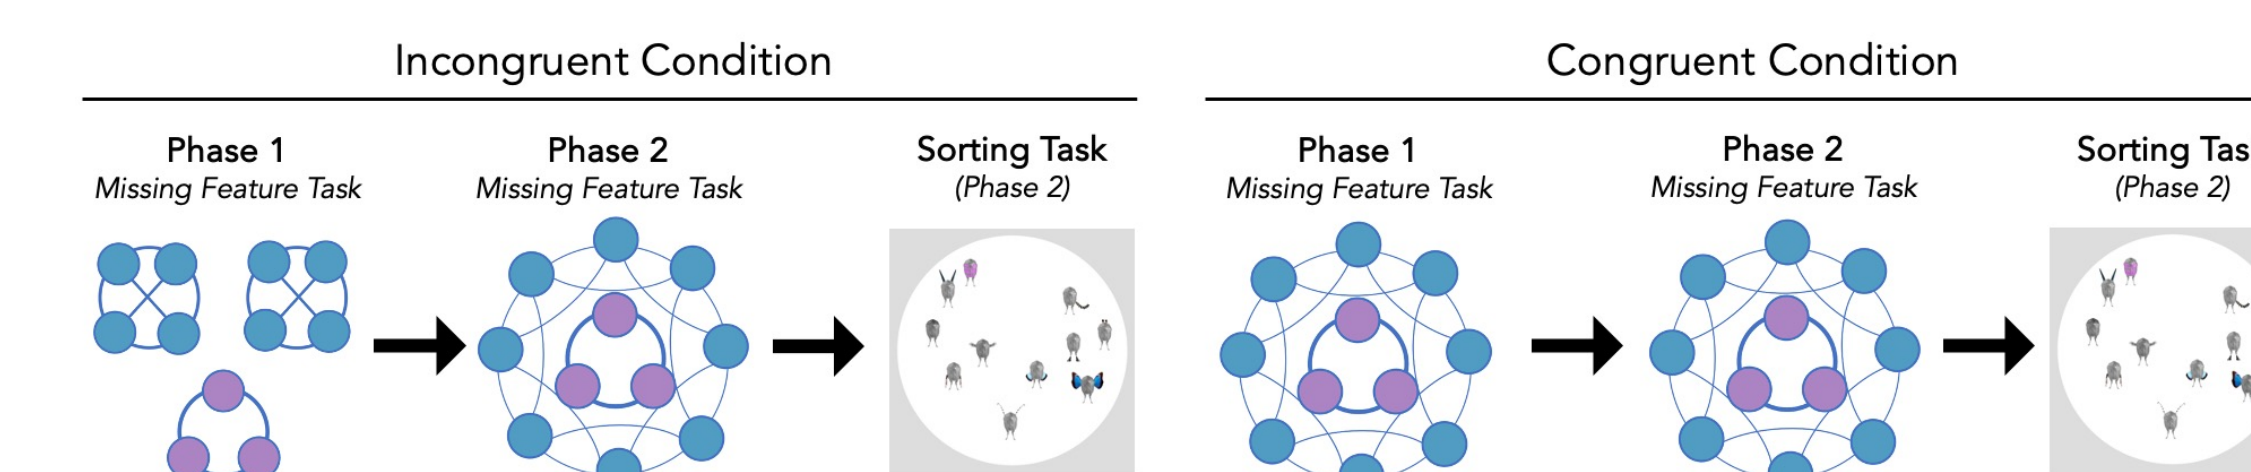 Incongruent Condition
Congruent Condition
Phase 1
Missing Feature Task
Phase 2
Missing Feature Task
Sorting Task
(Phase 2)
Phase 1
Missing Feature Task
Phase 2
Missing Feature Task
Sorting Tas
(Phase 2)